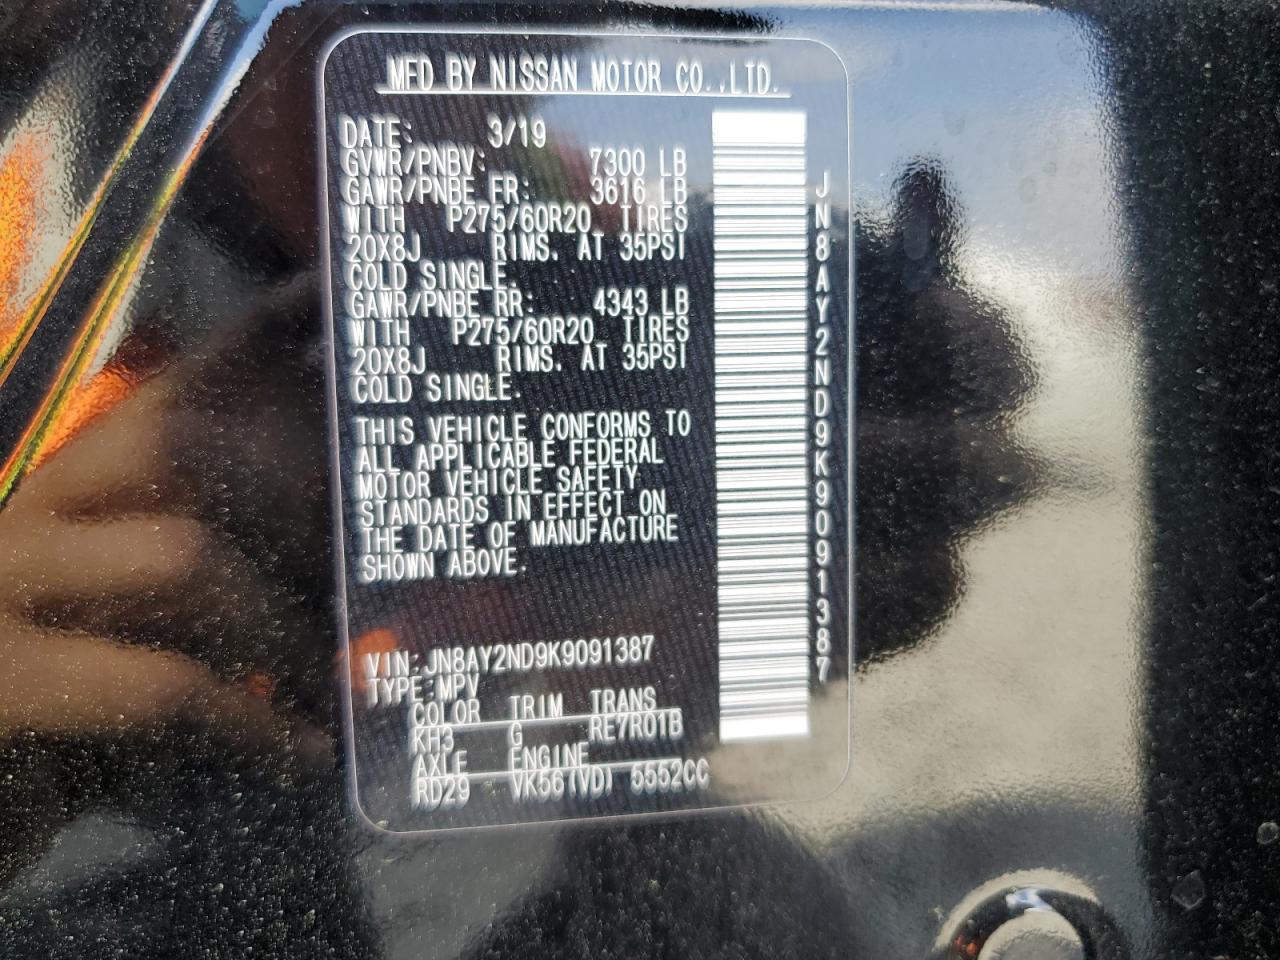 MFD BY NISSAN MOTOR CO.,LTD.
DATE: 3/19
GVWR/PNBV: 7300 LB
GAWR/PNBE FR: 3616 LB
WITH P275/60R20 TIRES
20X8J RIMS. AT 35PSI
COLD SINGLE.
GAWR/PNBE RR: 4343 LB
WITH P275/60R20 TIRES
20X8J RIMS. AT 35PSI
COLD SINGLE.
THIS VEHICLE CONFORMS TO
ALL APPLICABLE FEDERAL
MOTOR VEHICLE SAFETY
STANDARDS IN EFFECT ON
THE DATE OF MANUFACTURE
SHOWN ABOVE.
VIN:JN8AY2ND9K9091387
TYPE:MPV
COLOR TRIM TRANS
KH3 G RE7R01B
AXLE ENGINE
RD29 VK56(VD) 5552CC
JN8AY2ND9K9091387